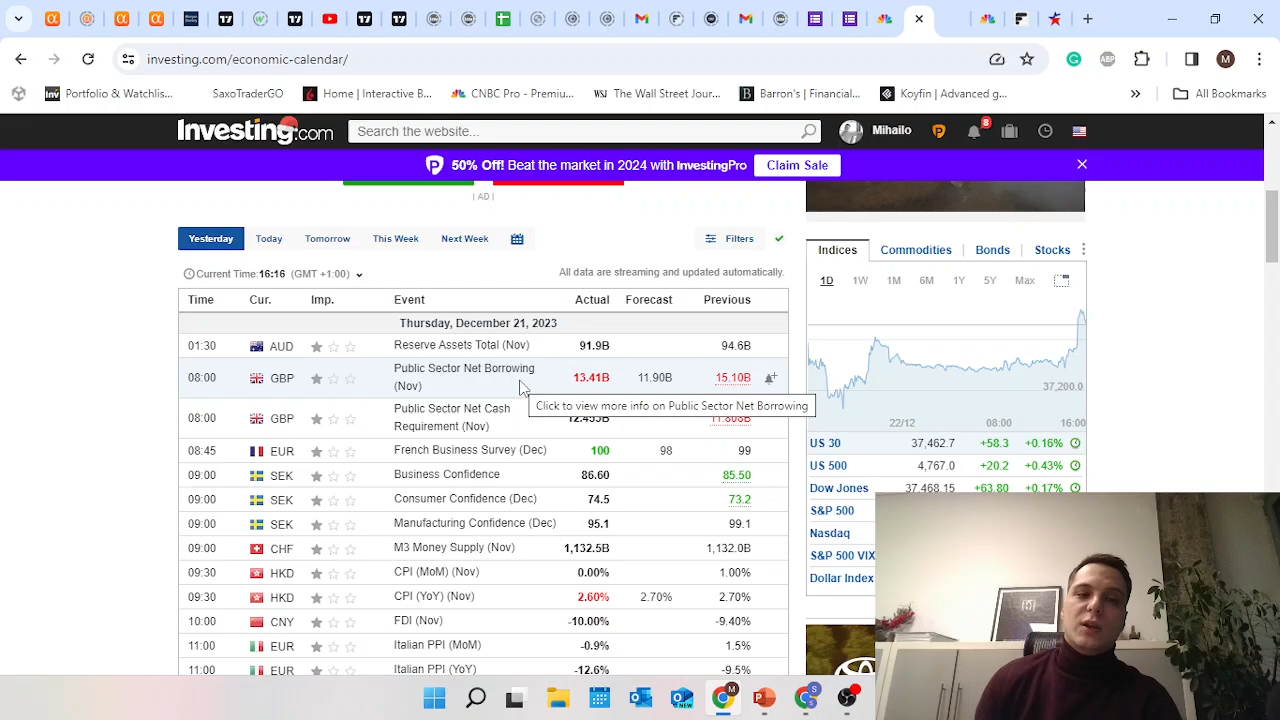 investing.com/economic-calendar/
M
Portfolio & Watchlis...
SaxoTraderGO
Home | Interactive B...
CNBC Pro - Premiu...
The Wall Street Jour...
Barron's | Financial...
Koyfin | Advanced g...
All Bookmarks
Investing.com
Search the website...
Mihailo
8
50% Off! Beat the market in 2024 with InvestingPro
Claim Sale
| AD |
Yesterday
Today
Tomorrow
This Week
Next Week
Filters
Current Time: 16:16 (GMT +1:00)
All data are streaming and updated automatically.
Time Cur. Imp. Event Actual Forecast Previous
Thursday, December 21, 2023
01:30 AUD Reserve Assets Total (Nov) 91.9B 94.6B
08:00 GBP Public Sector Net Borrowing (Nov) 13.41B 11.90B 15.10B
Click to view more info on Public Sector Net Borrowing
08:00 GBP Public Sector Net Cash Requirement (Nov)
08:45 EUR French Business Survey (Dec) 100 98 99
09:00 SEK Business Confidence 86.60 85.50
09:00 SEK Consumer Confidence (Dec) 74.5 73.2
09:00 SEK Manufacturing Confidence (Dec) 95.1 99.1
09:00 CHF M3 Money Supply (Nov) 1,132.5B 1,132.0B
09:30 HKD CPI (MoM) (Nov) 0.00% 1.00%
09:30 HKD CPI (YoY) (Nov) 2.60% 2.70% 2.70%
10:00 CNY FDI (Nov) -10.00% -9.40%
11:00 EUR Italian PPI (MoM) -0.9% 1.5%
11:00 EUR Italian PPI (YoY) -12.6% -9.5%
Indices
Commodities
Bonds
Stocks
1D 1W 1M 6M 1Y 5Y Max
37,200.0
22/12 08:00 16:00
US 30 37,462.7 +58.3 +0.16%
US 500 4,767.0 +20.2 +0.43%
Dow Jones 37,468.15 +63.80 +0.17%
S&P 500
Nasdaq
S&P 500 VIX
Dollar Index